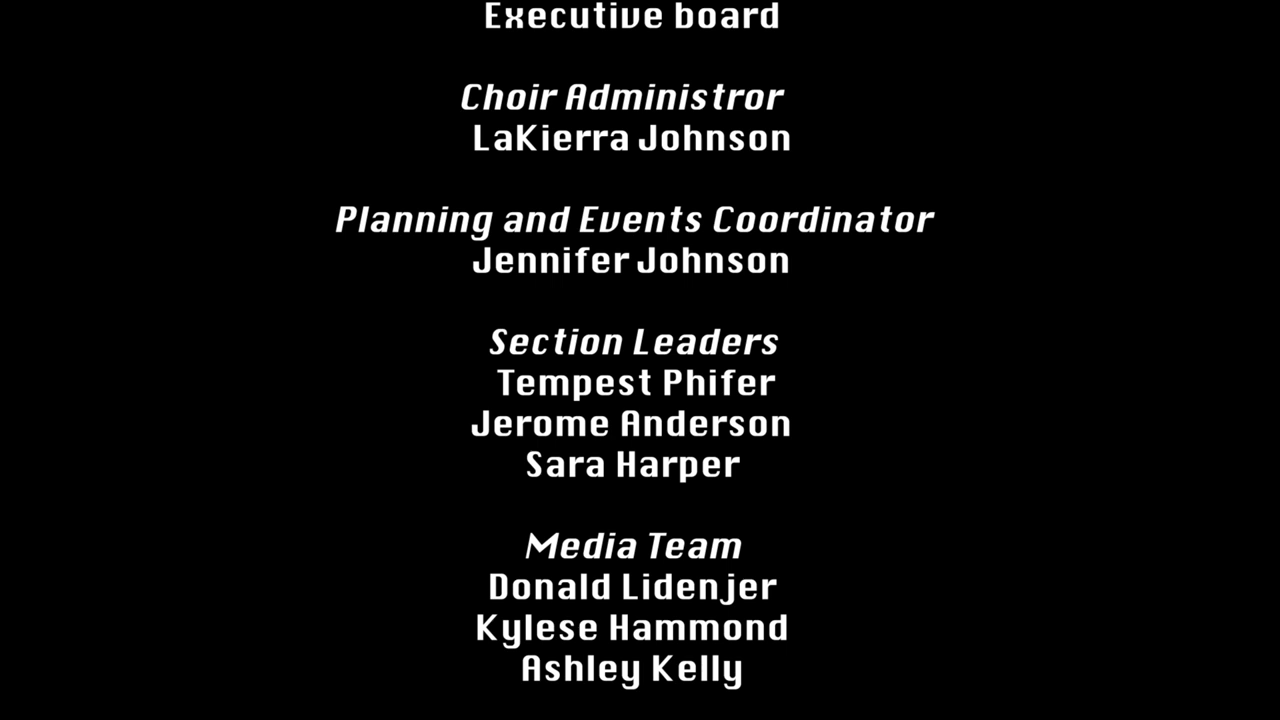 Executive board
Choir Administror
LaKierra Johnson
Planning and Events Coordinator
Jennifer Johnson
Section Leaders
Tempest Phifer
Jerome Anderson
Sara Harper
Media Team
Donald Lidenjer
Kylese Hammond
Ashley Kelly